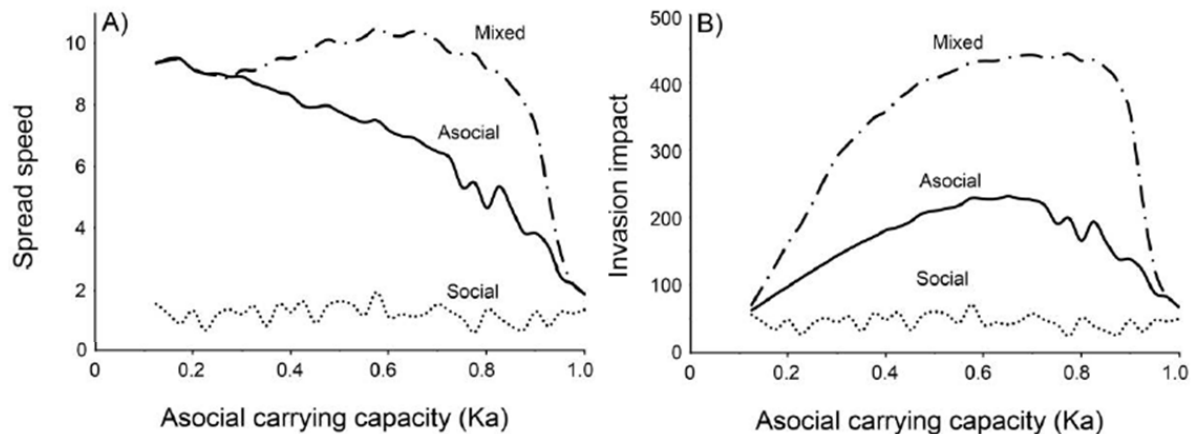 A)
Mixed
Asocial
Social
Spread speed
10
8
6
4
2
0
0 0.2 0.4 0.6 0.8 1.0
Asocial carrying capacity (Ka)
B)
Mixed
Asocial
Social
Invasion impact
500
400
300
200
100
0
0 0.2 0.4 0.6 0.8 1.0
Asocial carrying capacity (Ka)